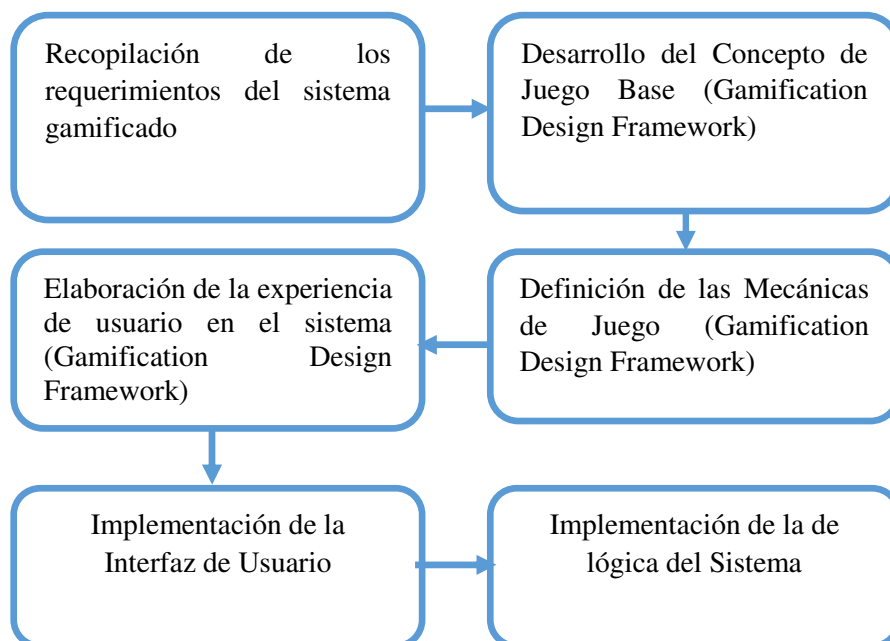 Recopilación de los
requerimientos del sistema
gamificado
Desarrollo del Concepto de
Juego Base (Gamification
Design Framework)
Definición de las Mecánicas
de Juego (Gamification
Design Framework)
Elaboración de la experiencia
de usuario en el sistema
(Gamification Design
Framework)
Implementación de la
Interfaz de Usuario
Implementación de la de
lógica del Sistema